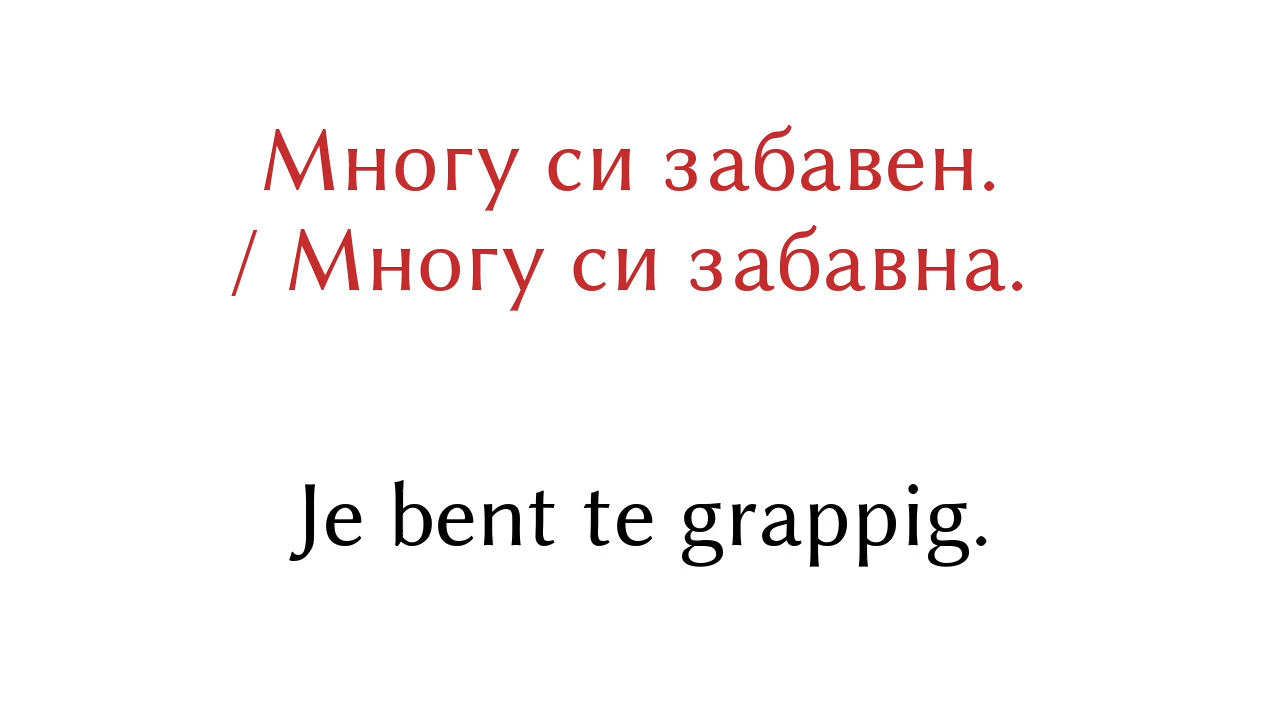 Многу си забавен.
/ Многу си забавна.
Je bent te grappig.